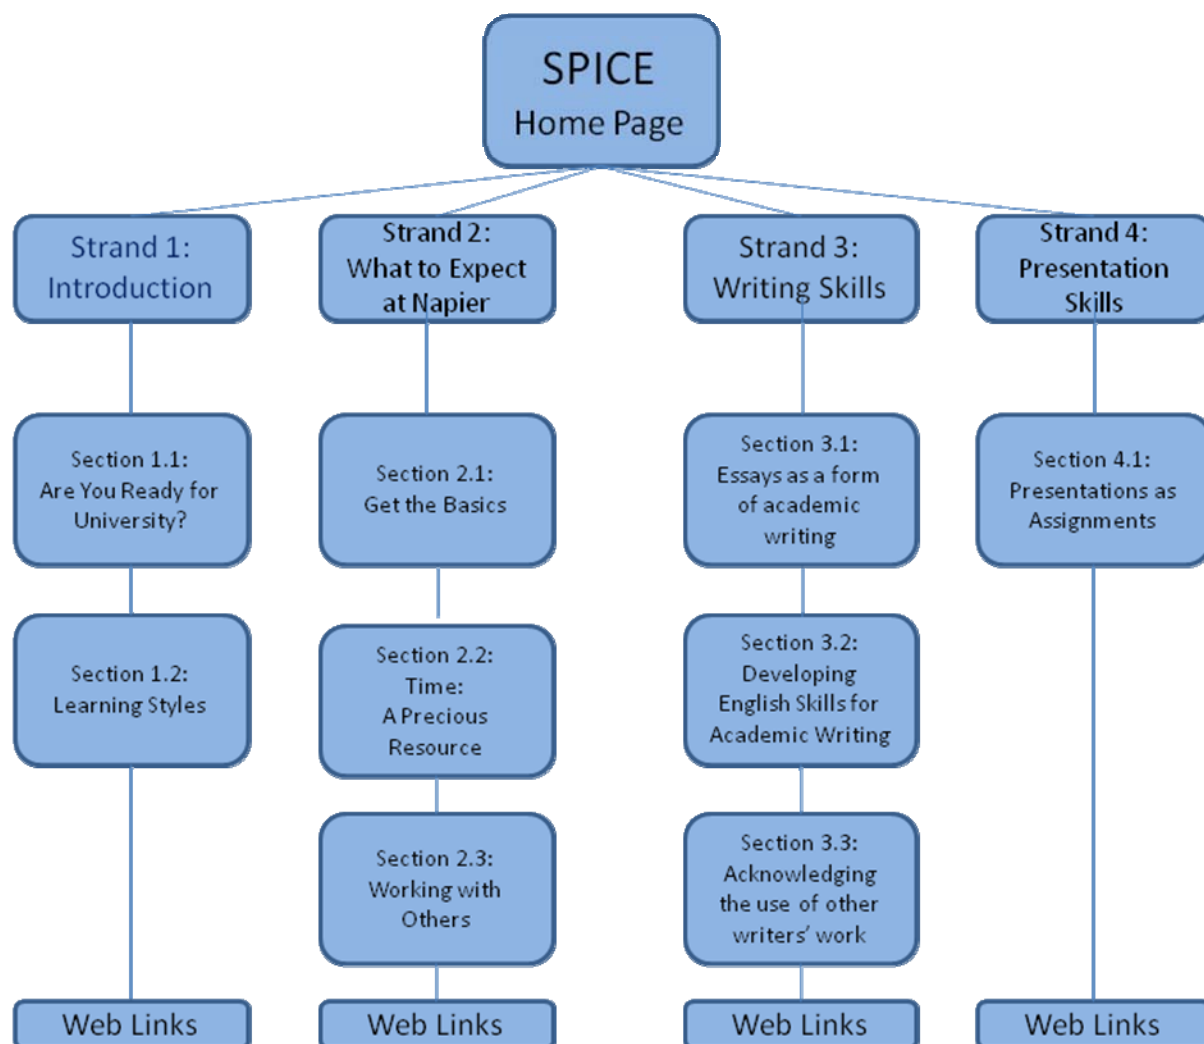 SPICE
Home Page
Strand 1:
Introduction
Strand 2:
What to Expect
at Napier
Strand 3:
Writing Skills
Strand 4:
Presentation
Skills
Section 1.1:
Are You Ready for
University?
Section 2.1:
Get the Basics
Section 3.1:
Essays as a form
of academic
writing
Section 4.1:
Presentations as
Assignments
Section 1.2:
Learning Styles
Section 2.2:
Time:
A Precious
Resource
Section 3.2:
Developing
English Skills for
Academic Writing
Section 2.3:
Working with
Others
Section 3.3:
Acknowledging
the use of other
writers’ work
Web Links
Web Links
Web Links
Web Links